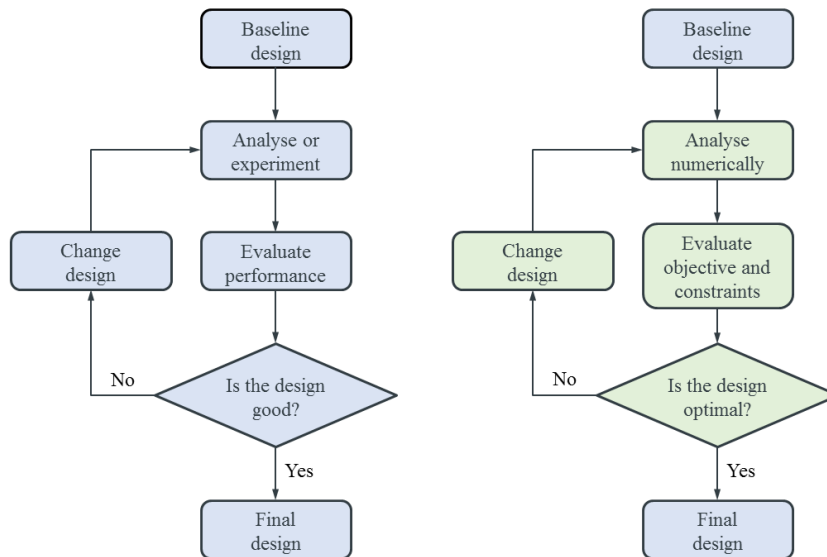 Baseline
design
Analyse or
experiment
Change
design
Evaluate
performance
No
Is the design
good?
Yes
Final
design
Baseline
design
Analyse
numerically
Change
design
Evaluate
objective and
constraints
No
Is the design
optimal?
Yes
Final
design